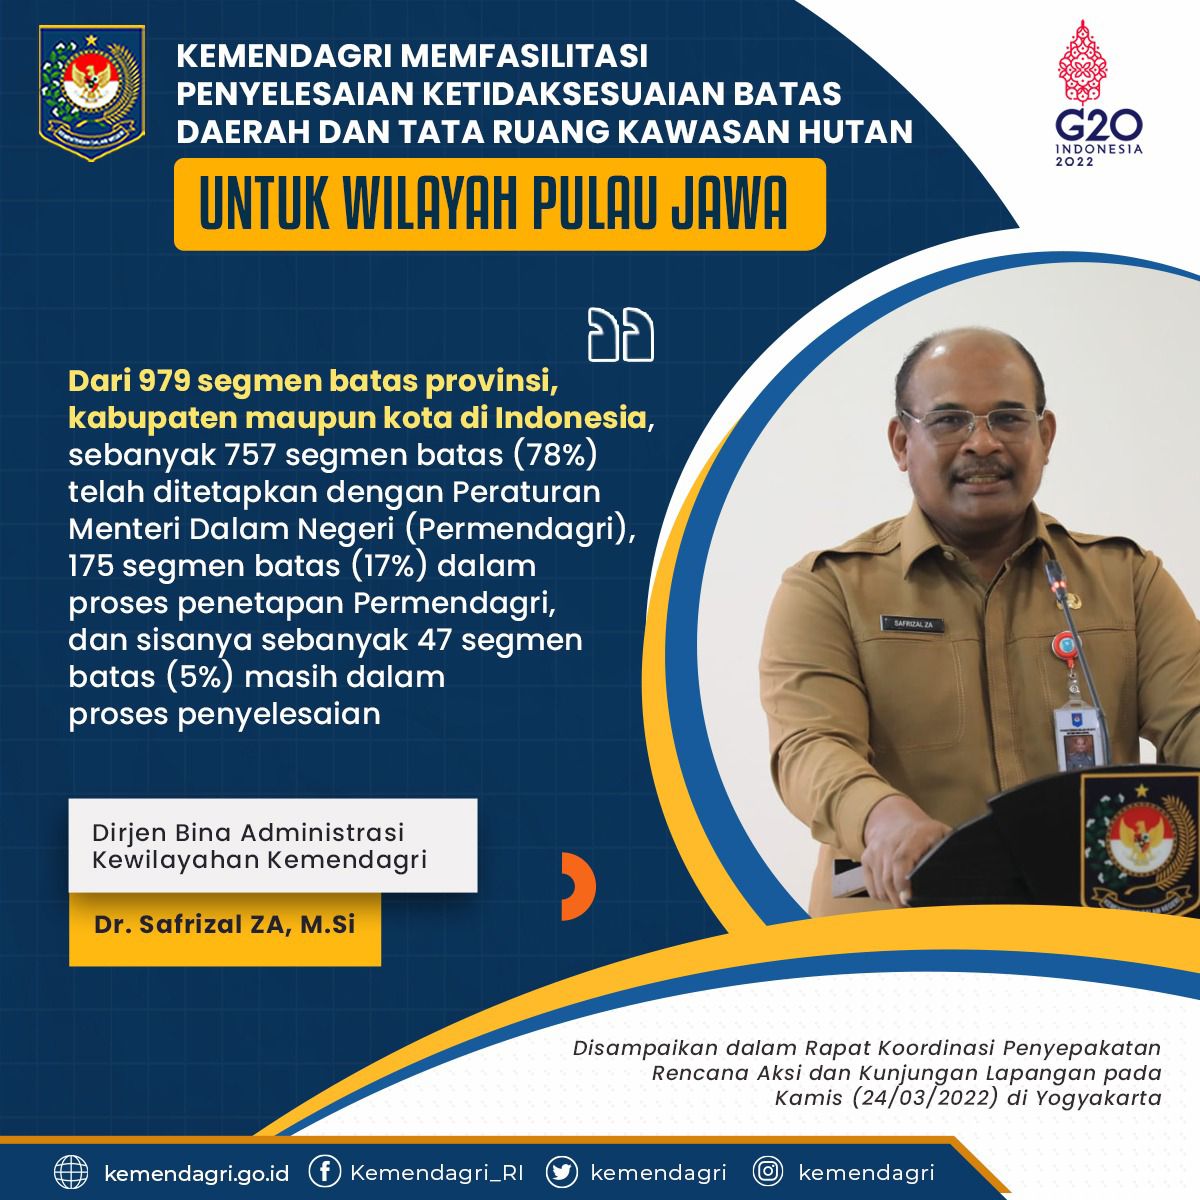 KEMENDAGRI MEMFASILITASI
PENYELESAIAN KETIDAKSESUAIAN BATAS
DAERAH DAN TATA RUANG KAWASAN HUTAN
UNTUK WILAYAH PULAU JAWA
G20
INDONESIA
2022
Dari 979 segmen batas provinsi,
kabupaten maupun kota di Indonesia,
sebanyak 757 segmen batas (78%)
telah ditetapkan dengan Peraturan
Menteri Dalam Negeri (Permendagri),
175 segmen batas (17%) dalam
proses penetapan Permendagri,
dan sisanya sebanyak 47 segmen
batas (5%) masih dalam
proses penyelesaian
SAFRIZAL ZA
Dirjen Bina Administrasi
Kewilayahan Kemendagri
Dr. Safrizal ZA, M.Si
Disampaikan dalam Rapat Koordinasi Penyepakatan
Rencana Aksi dan Kunjungan Lapangan pada
Kamis (24/03/2022) di Yogyakarta
kemendagri.go.id Kemendagri_RI kemendagri kemendagri